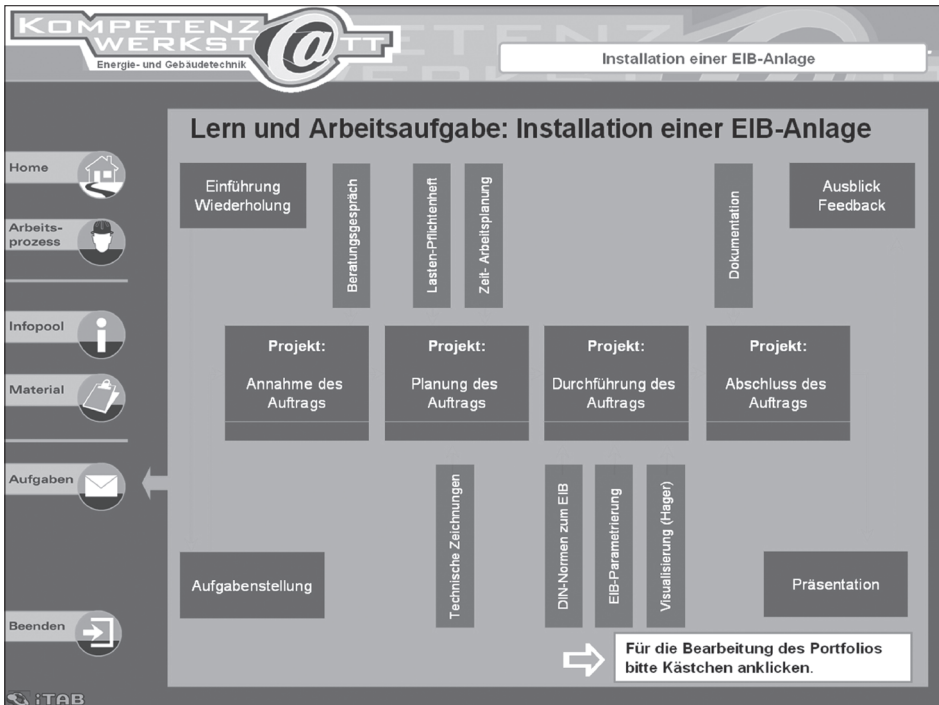 KOMPETENZ
WERKST@TT
Energie- und Gebäudetechnik
Installation einer EIB-Anlage
Lern und Arbeitsaufgabe: Installation einer EIB-Anlage
Home
Arbeits-
prozess
Infopool
Material
Aufgaben
Beenden
iTAB
Einführung
Wiederholung
Beratungsgespräch
Lasten-Pflichtenheft
Zeit- Arbeitsplanung
Dokumentation
Ausblick
Feedback
Projekt:
Annahme des
Auftrags
Projekt:
Planung des
Auftrags
Projekt:
Durchführung des
Auftrags
Projekt:
Abschluss des
Auftrags
Aufgabenstellung
Technische Zeichnungen
DIN-Normen zum EIB
EIB-Parametrierung
Visualisierung (Hager)
Präsentation
Für die Bearbeitung des Portfolios
bitte Kästchen anklicken.